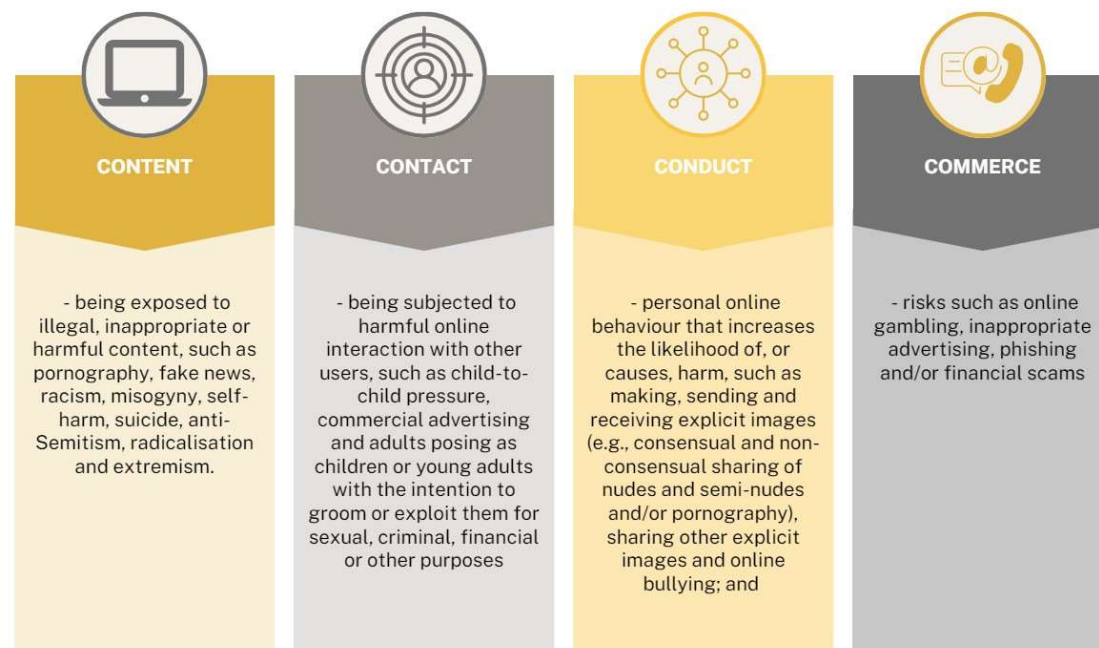 CONTENT
- being exposed to
illegal, inappropriate or
harmful content, such as
pornography, fake news,
racism, misogyny, self-
harm, suicide, anti-
Semitism, radicalisation
and extremism.
CONTACT
- being subjected to
harmful online
interaction with other
users, such as child-to-
child pressure,
commercial advertising
and adults posing as
children or young adults
with the intention to
groom or exploit them for
sexual, criminal, financial
or other purposes
CONDUCT
- personal online
behaviour that increases
the likelihood of, or
causes, harm, such as
making, sending and
receiving explicit images
(e.g., consensual and non-
consensual sharing of
nudes and semi-nudes
and/or pornography),
sharing other explicit
images and online
bullying; and
@
COMMERCE
- risks such as online
gambling, inappropriate
advertising, phishing
and/or financial scams